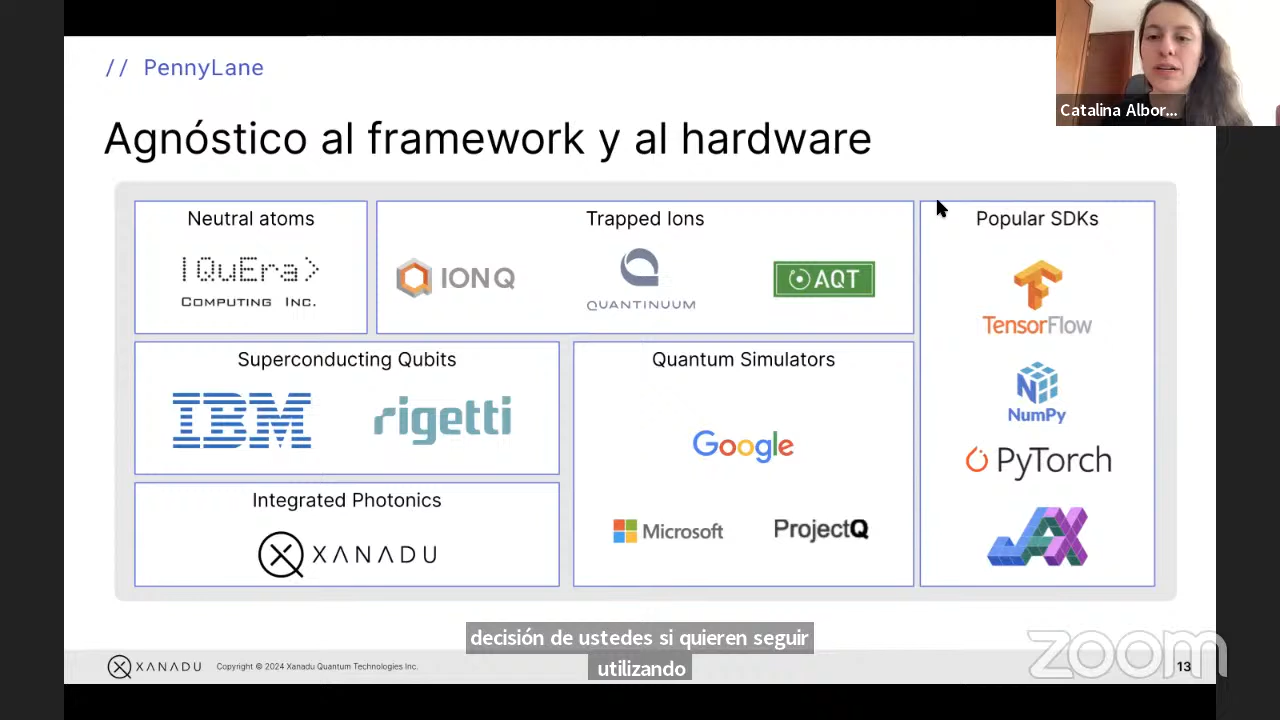 // PennyLane
Catalina Albor...
Agnóstico al framework y al hardware
Neutral atoms
|QuEra>
COMPUTING INC.
Trapped Ions
IONQ
QUANTINUUM
AQT
Popular SDKs
TensorFlow
NumPy
PyTorch
JAX
Superconducting Qubits
IBM
rigetti
Quantum Simulators
Google
Microsoft
ProjectQ
Integrated Photonics
XANADU
decisión de ustedes si quieren seguir
utilizando
XANADU
Copyright © 2024 Xanadu Quantum Technologies Inc.
zoom
13